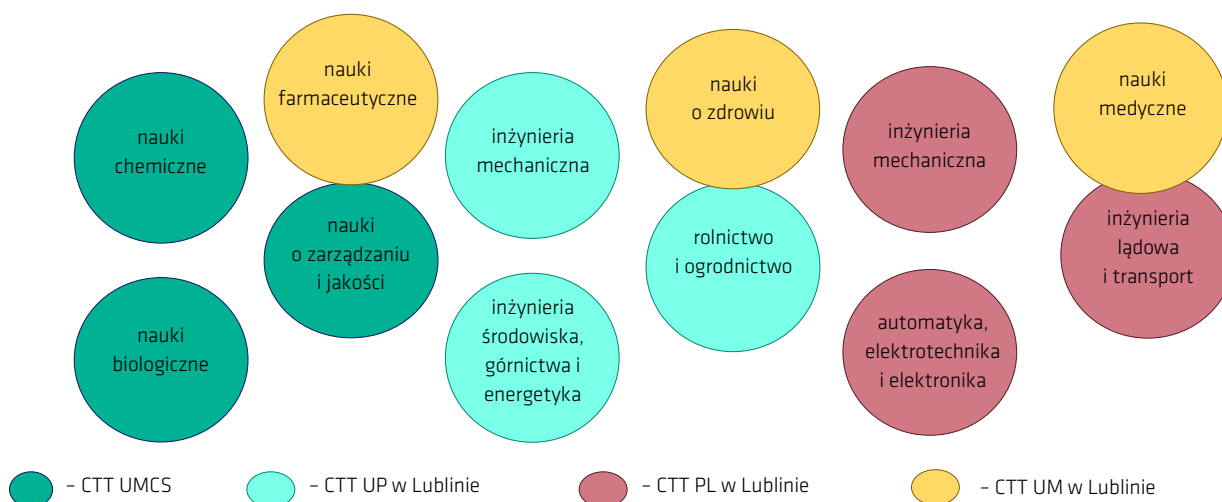 nauki
farmaceutyczne
nauki
o zdrowiu
nauki
medyczne
nauki
chemiczne
inżynieria
mechaniczna
inżynieria
mechaniczna
nauki
o zarządzaniu
i jakości
rolnictwo
i ogrodnictwo
inżynieria
lądowa
i transport
nauki
biologiczne
inżynieria
środowiska,
górnictwa i
energetyka
automatyka,
elektrotechnika
i elektronika
– CTT UMCS
– CTT UP w Lublinie
– CTT PL w Lublinie
– CTT UM w Lublinie